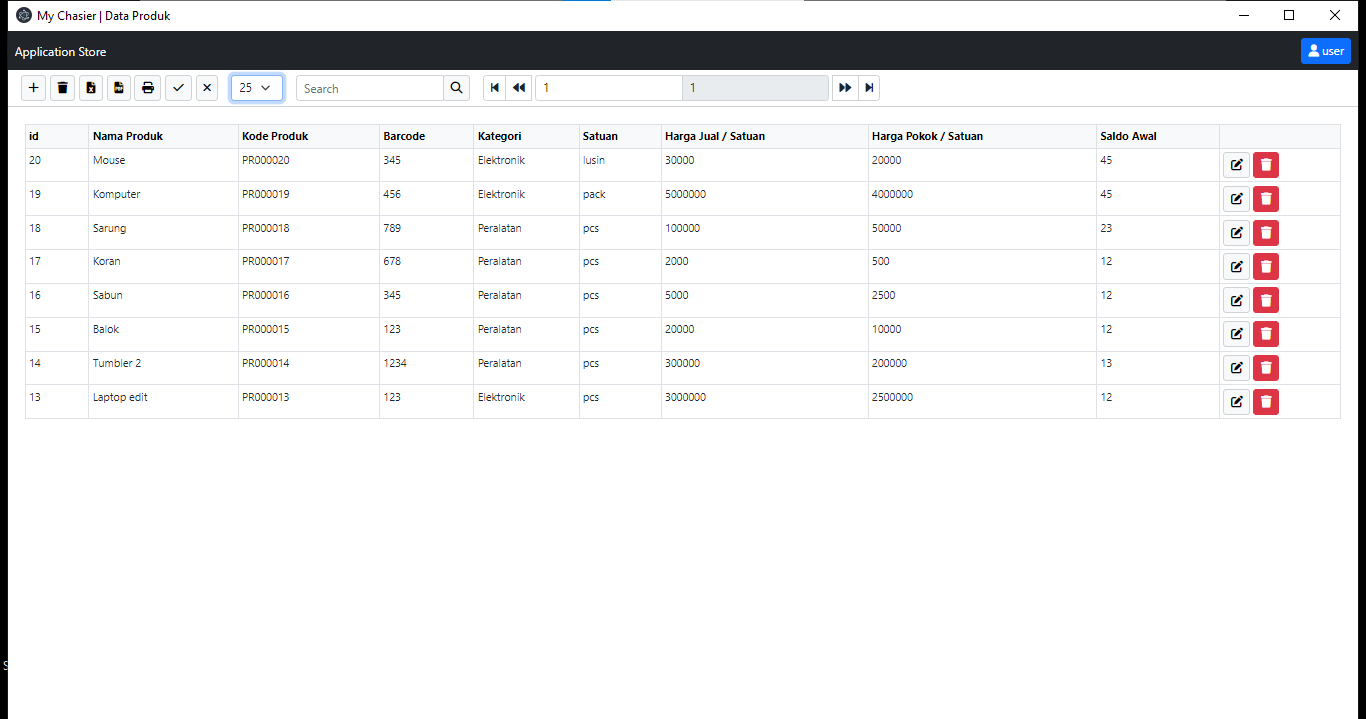 My Chasier | Data Produk
Application Store user
25 Search 1 1
id Nama Produk Kode Produk Barcode Kategori Satuan Harga Jual / Satuan Harga Pokok / Satuan Saldo Awal
20 Mouse PR000020 345 Elektronik lusin 30000 20000 45
19 Komputer PR000019 456 Elektronik pack 5000000 4000000 45
18 Sarung PR000018 789 Peralatan pcs 100000 50000 23
17 Koran PR000017 678 Peralatan pcs 2000 500 12
16 Sabun PR000016 345 Peralatan pcs 5000 2500 12
15 Balok PR000015 123 Peralatan pcs 20000 10000 12
14 Tumbler 2 PR000014 1234 Peralatan pcs 300000 200000 13
13 Laptop edit PR000013 123 Elektronik pcs 3000000 2500000 12